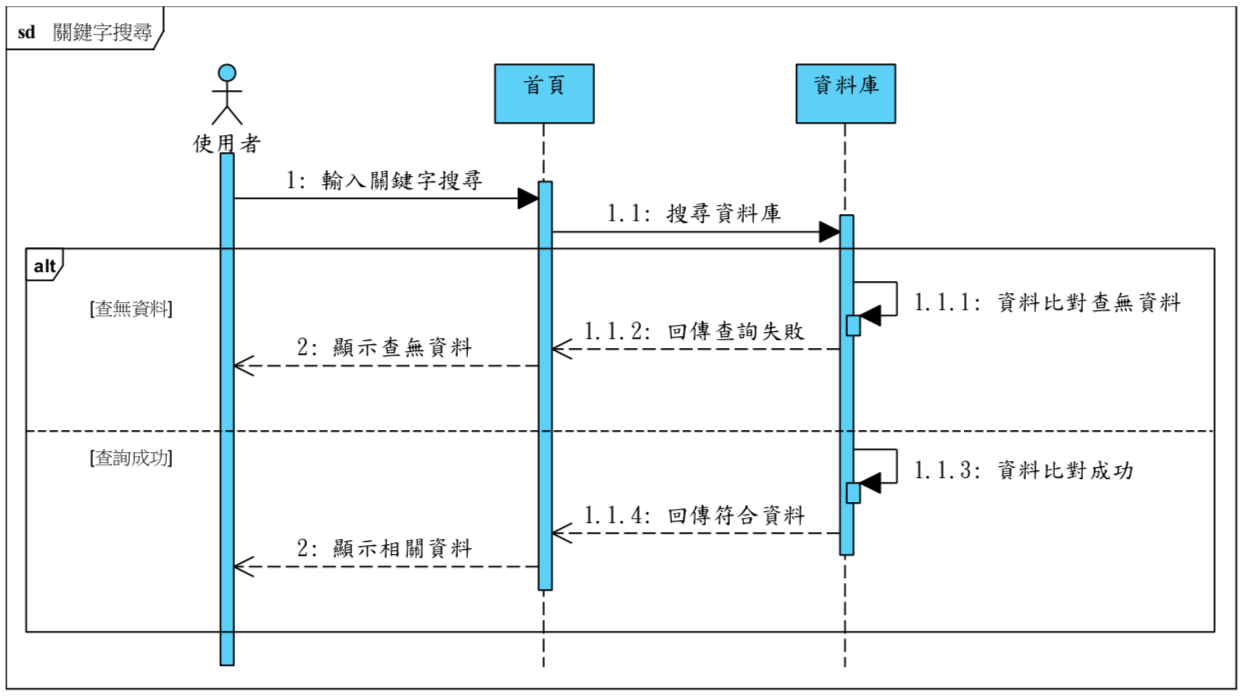 sd 關鍵字搜尋
首頁
資料庫
使用者
1: 輸入關鍵字搜尋
1.1: 搜尋資料庫
alt
[查無資料]
1.1.1: 資料比對查無資料
1.1.2: 回傳查詢失敗
2: 顯示查無資料
[查詢成功]
1.1.3: 資料比對成功
1.1.4: 回傳符合資料
2: 顯示相關資料